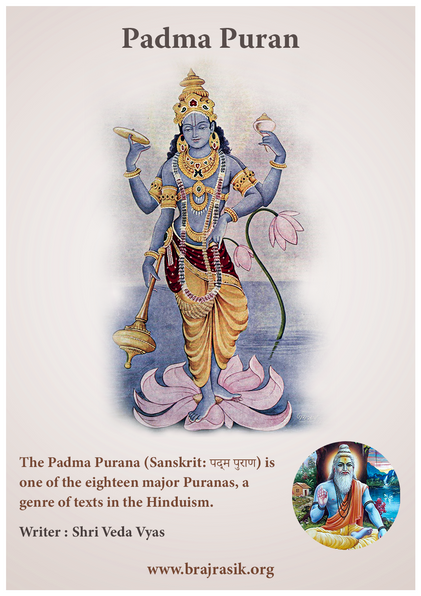 Padma Puran
The Padma Purana (Sanskrit: पद्म पुराण) is
one of the eighteen major Puranas, a
genre of texts in the Hinduism.
Writer : Shri Veda Vyas
www.brajrasik.org